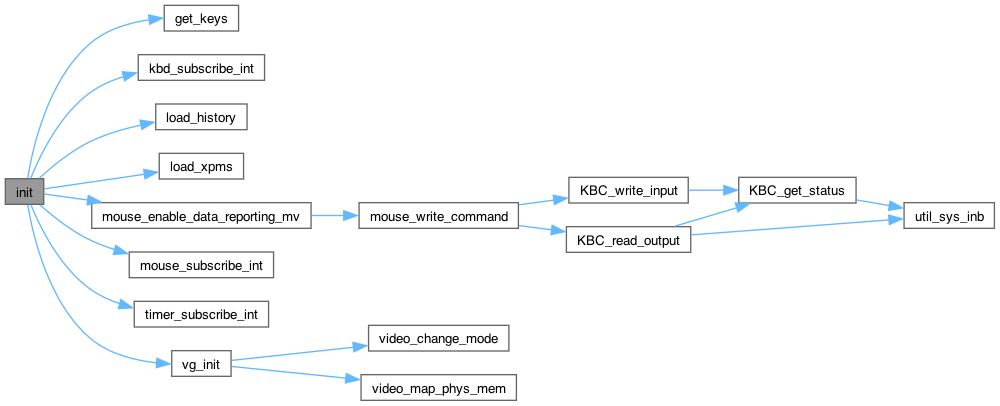 init
get_keys
kbd_subscribe_int
load_history
load_xpms
mouse_enable_data_reporting_mv
mouse_subscribe_int
timer_subscribe_int
vg_init
mouse_write_command
KBC_write_input
KBC_read_output
KBC_get_status
util_sys_inb
video_change_mode
video_map_phys_mem